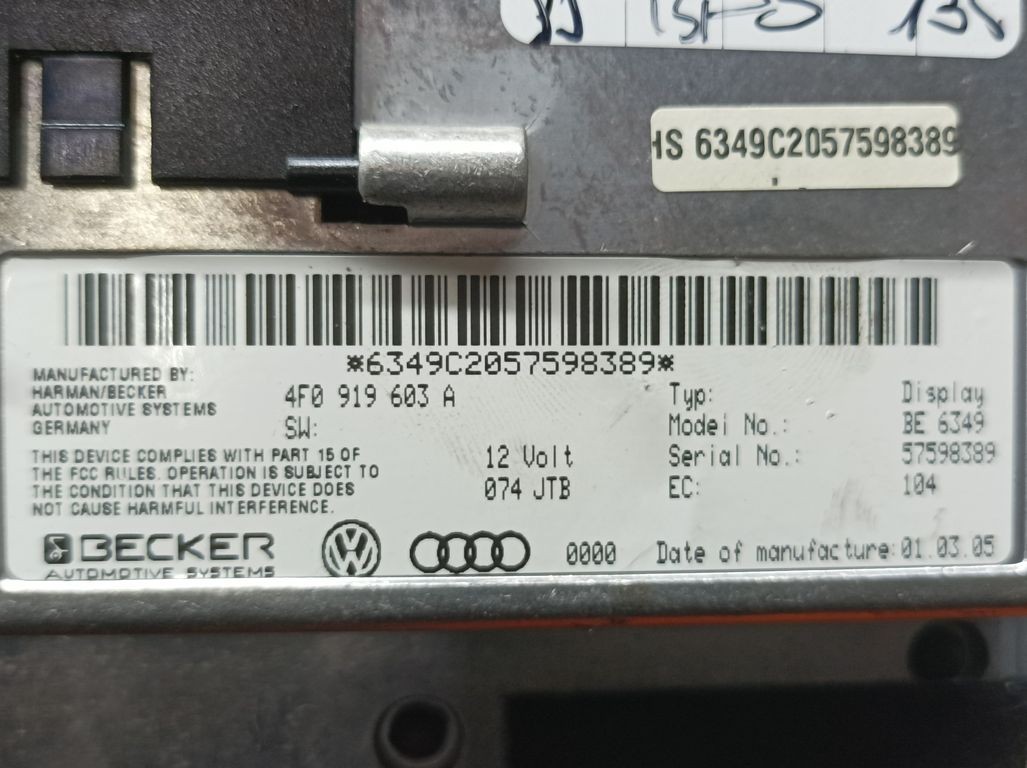 6349C2057598389
*6349C2057598389*
MANUFACTURED BY:
HARMAN/BECKER
AUTOMOTIVE SYSTEMS
GERMANY
4F0 919 603 A
SW:
Typ: Display
Model No.: BE 6349
Serial No.: 57598389
EC: 104
THIS DEVICE COMPLIES WITH PART 15 OF
THE FCC RULES. OPERATION IS SUBJECT TO
THE CONDITION THAT THIS DEVICE DOES
NOT CAUSE HARMFUL INTERFERENCE.
12 Volt
074 JTB
BECKER
AUTOMOTIVE SYSTEMS
0000
Date of manufacture: 01.03.05